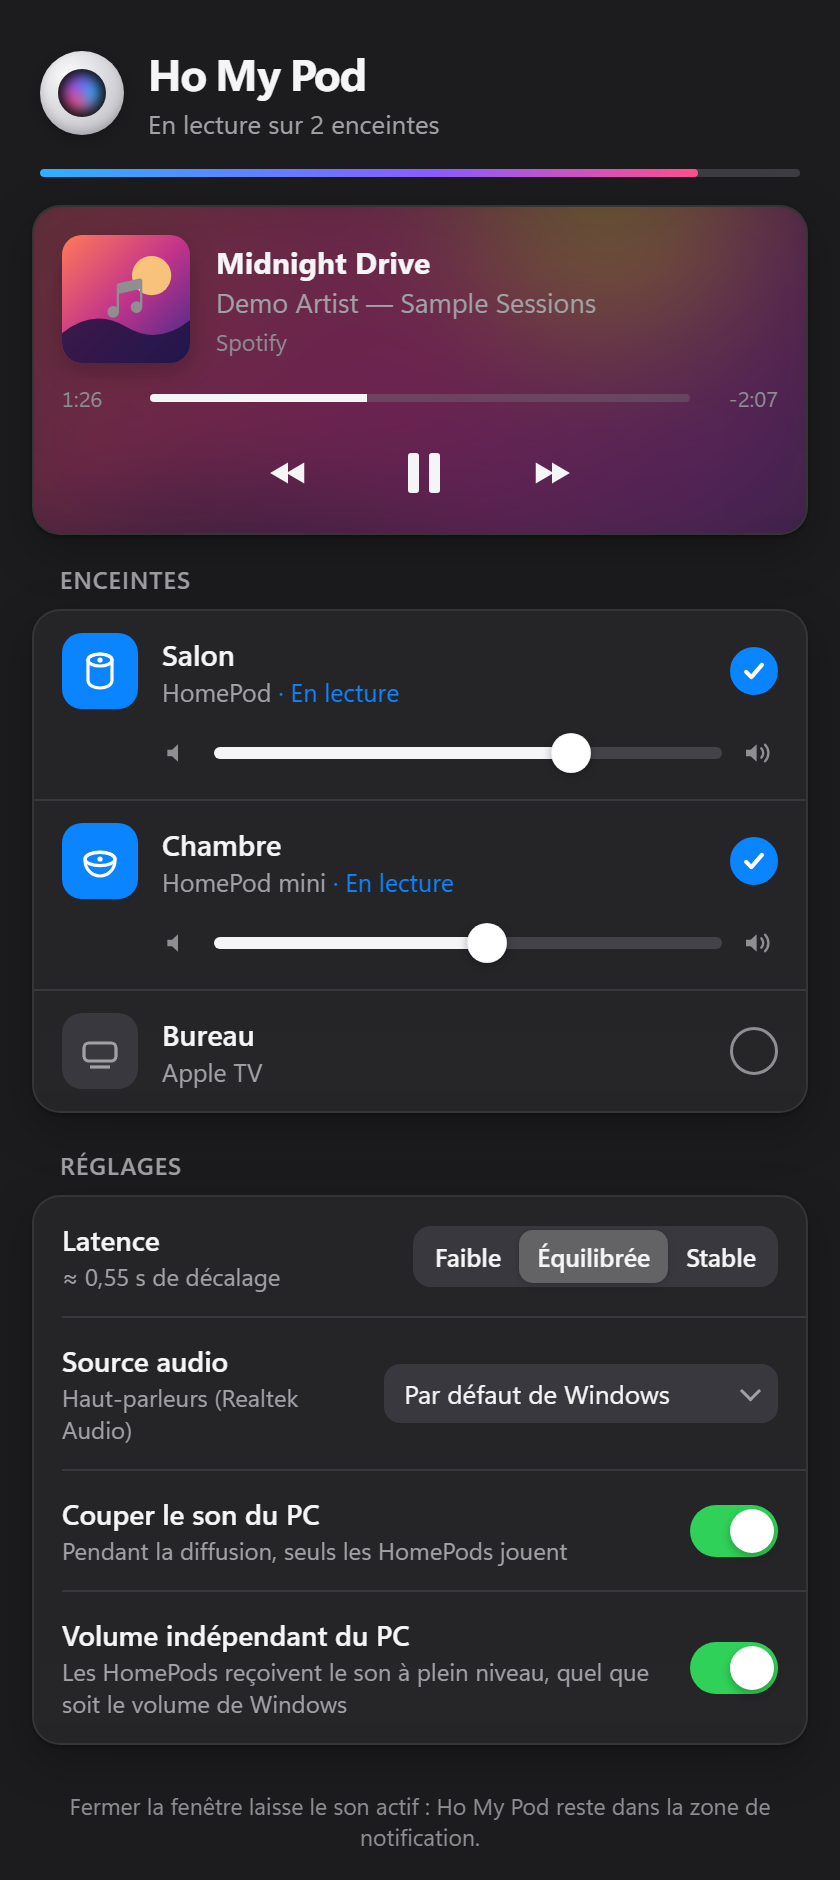 Ho My Pod
En lecture sur 2 enceintes
Midnight Drive
Demo Artist — Sample Sessions
Spotify
1:26
-2:07
ENCEINTES
Salon
HomePod · En lecture
Chambre
HomePod mini · En lecture
Bureau
Apple TV
RÉGLAGES
Latence
≈ 0,55 s de décalage
Faible Équilibrée Stable
Source audio
Haut-parleurs (Realtek
Audio)
Par défaut de Windows
Couper le son du PC
Pendant la diffusion, seuls les HomePods jouent
Volume indépendant du PC
Les HomePods reçoivent le son à plein niveau, quel que
soit le volume de Windows
Fermer la fenêtre laisse le son actif : Ho My Pod reste dans la zone de
notification.